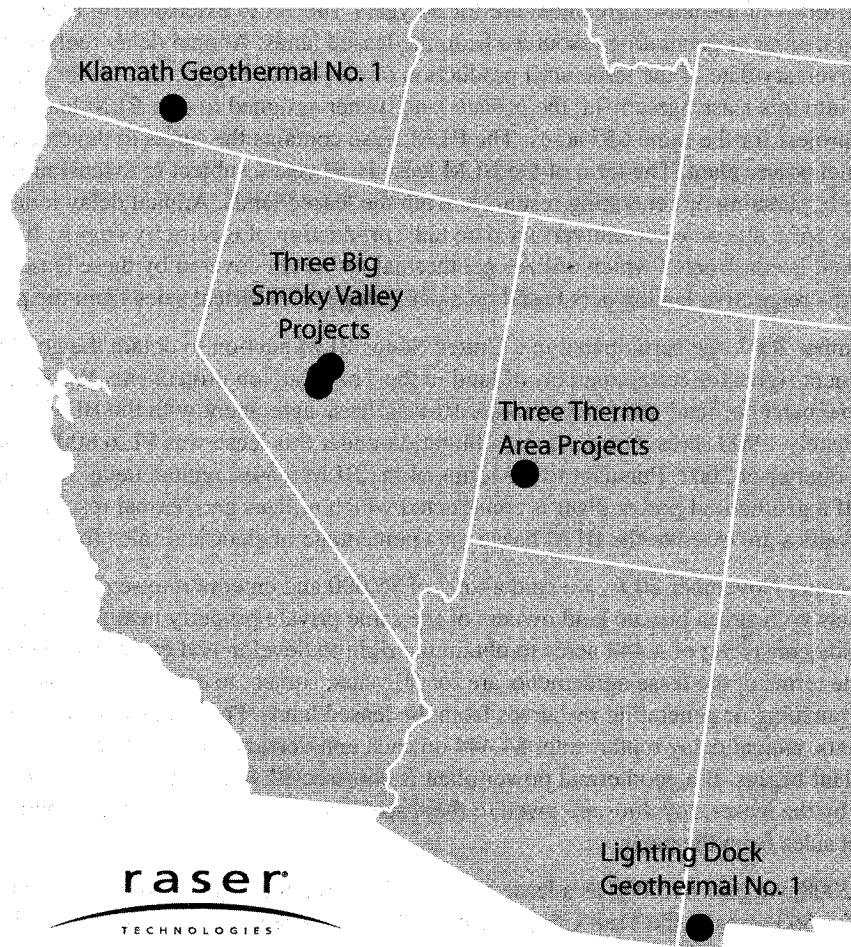 Klamath Geothermal No. 1
Three Big
Smoky Valley
Projects
Three Thermo
Area Projects
Lighting Dock
Geothermal No. 1
raser
TECHNOLOGIES